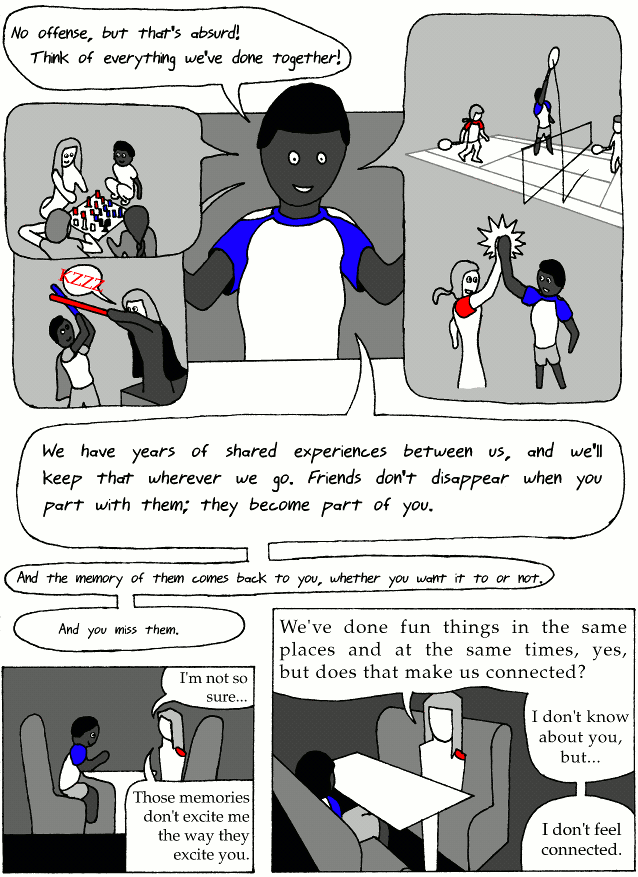 No offense, but that's absurd!
Think of everything we've done together!
KZZZ
We have years of shared experiences between us, and we'll
keep that wherever we go. Friends don't disappear when you
part with them; they become part of you.
And the memory of them comes back to you, whether you want it to or not.
And you miss them.
I'm not so
sure...
Those memories
don't excite me
the way they
excite you.
We've done fun things in the same
places and at the same times, yes,
but does that make us connected?
I don't know
about you,
but...
I don't feel
connected.